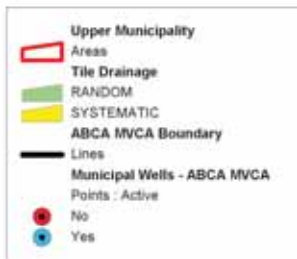 Upper Municipality
Areas
Tile Drainage
RANDOM
SYSTEMATIC
ABCA MVCA Boundary
Lines
Municipal Wells - ABCA MVCA
Points : Active
No
Yes